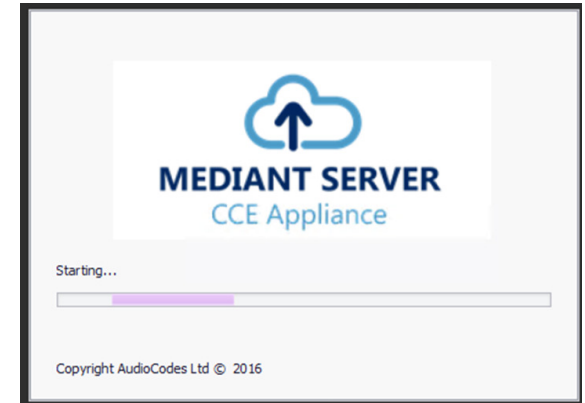 MEDIANT SERVER
CCE Appliance
Starting...
Copyright AudioCodes Ltd © 2016